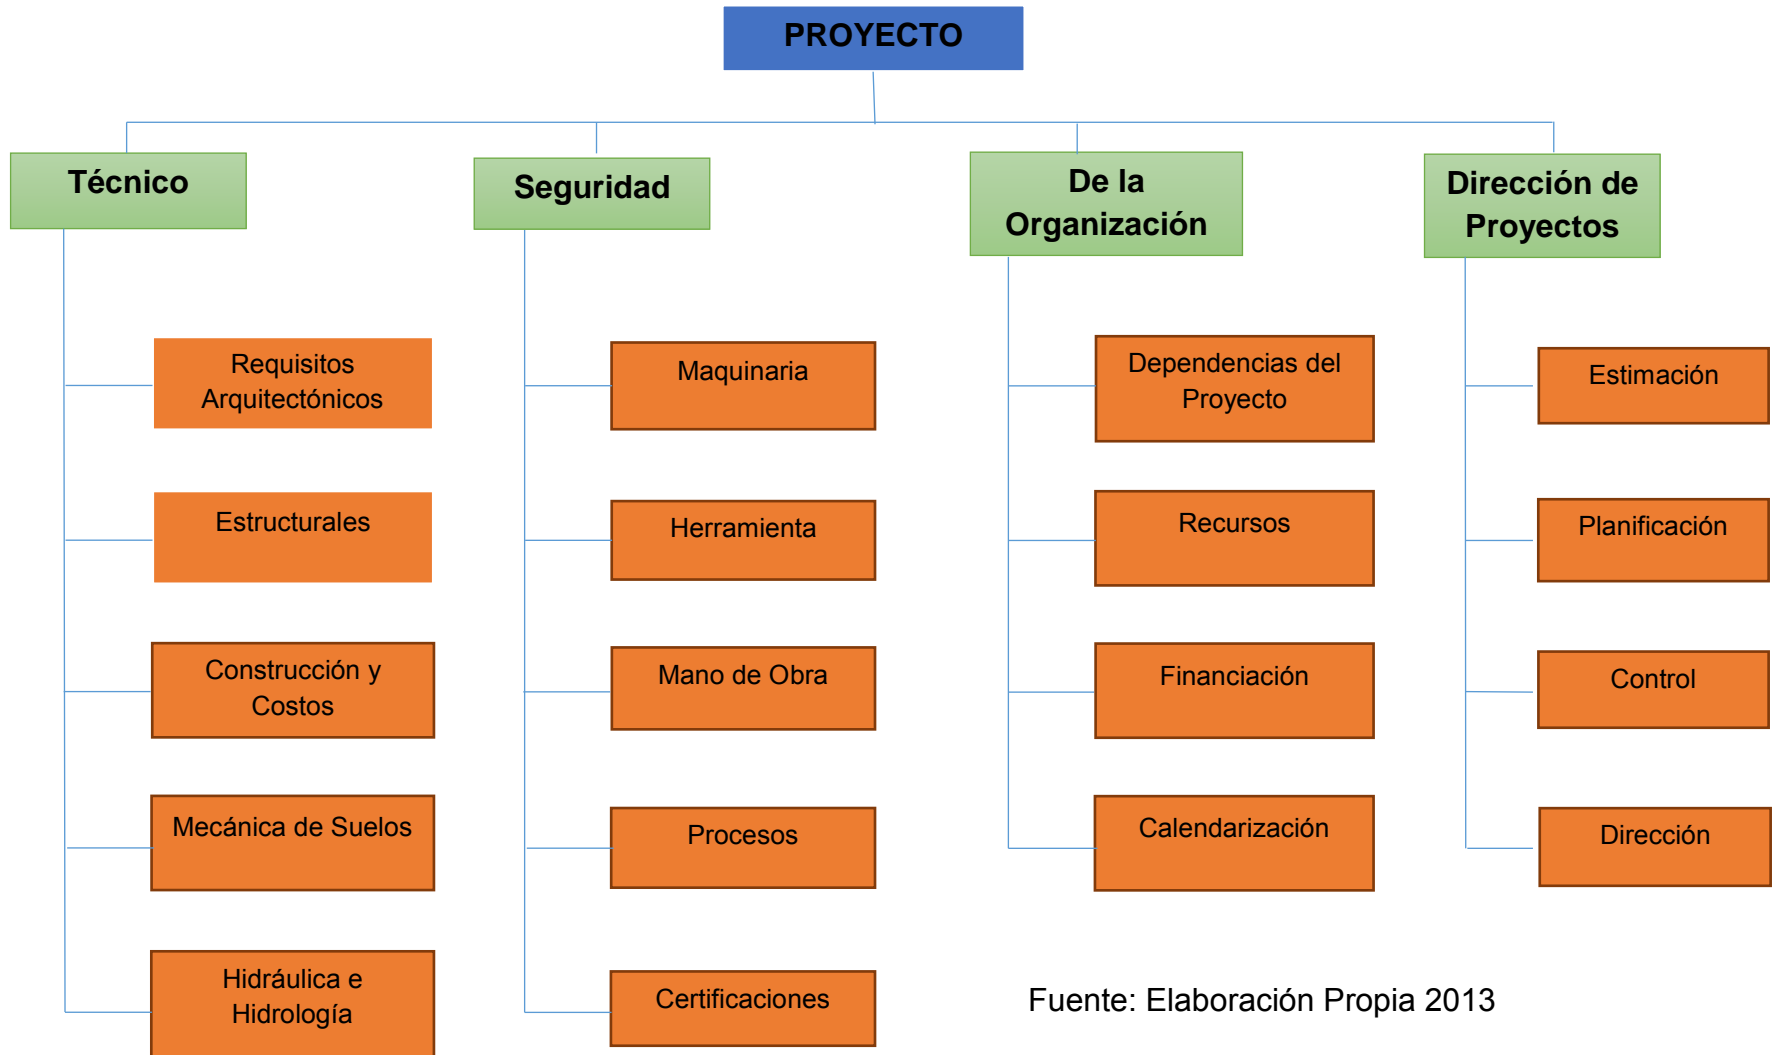 PROYECTO
Técnico
Requisitos
Arquitectónicos
Estructurales
Construcción y
Costos
Mecánica de Suelos
Hidráulica e
Hidrología
Seguridad
Maquinaria
Herramienta
Mano de Obra
Procesos
Certificaciones
De la
Organización
Dependencias del
Proyecto
Recursos
Financiación
Calendarización
Dirección de
Proyectos
Estimación
Planificación
Control
Dirección
Fuente: Elaboración Propia 2013